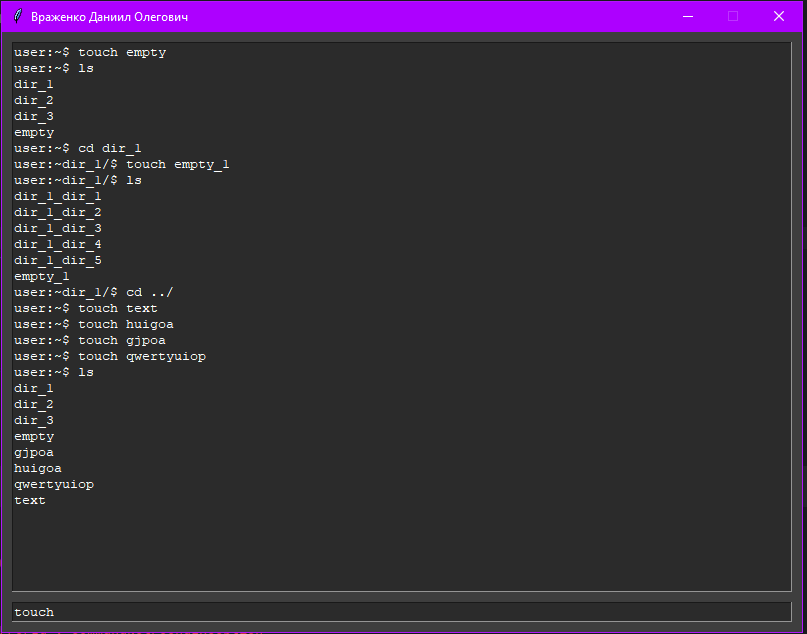 Враженко Даниил Олегович
user:~$ touch empty
user:~$ ls
dir_1
dir_2
dir_3
empty
user:~$ cd dir_1
user:~dir_1/$ touch empty_1
user:~dir_1/$ ls
dir_1_dir_1
dir_1_dir_2
dir_1_dir_3
dir_1_dir_4
dir_1_dir_5
empty_1
user:~dir_1/$ cd ../
user:~$ touch text
user:~$ touch huigoa
user:~$ touch gjpoa
user:~$ touch qwertyuiop
user:~$ ls
dir_1
dir_2
dir_3
empty
gjpoa
huigoa
qwertyuiop
text
touch